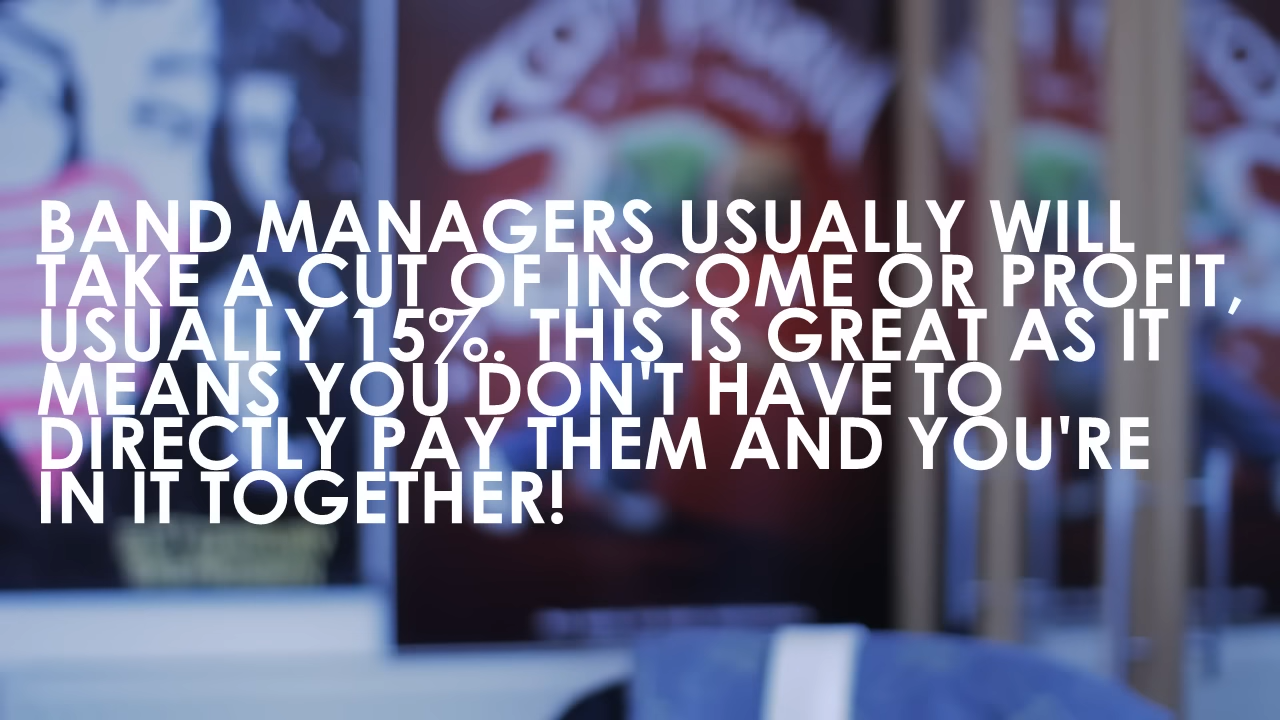 BAND MANAGERS USUALLY WILL
TAKE A CUT OF INCOME OR PROFIT,
USUALLY 15%. THIS IS GREAT AS IT
MEANS YOU DON'T HAVE TO
DIRECTLY PAY THEM AND YOU'RE
IN IT TOGETHER!